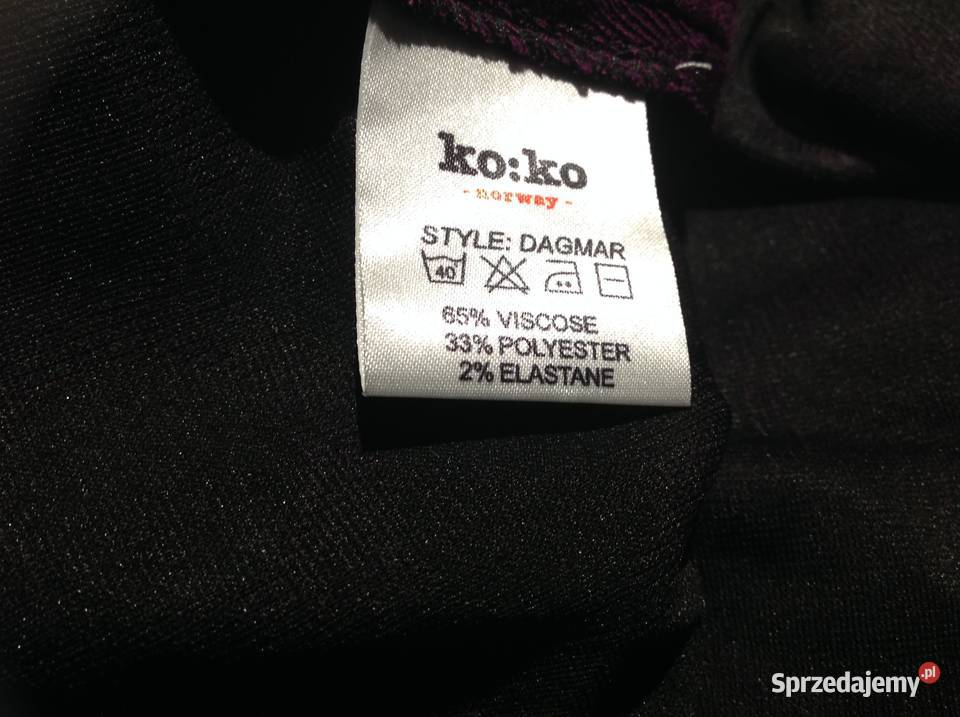 ko:ko
- norway -
STYLE: DAGMAR
40
65% VISCOSE
33% POLYESTER
2% ELASTANE
Sprzedajemy.pl